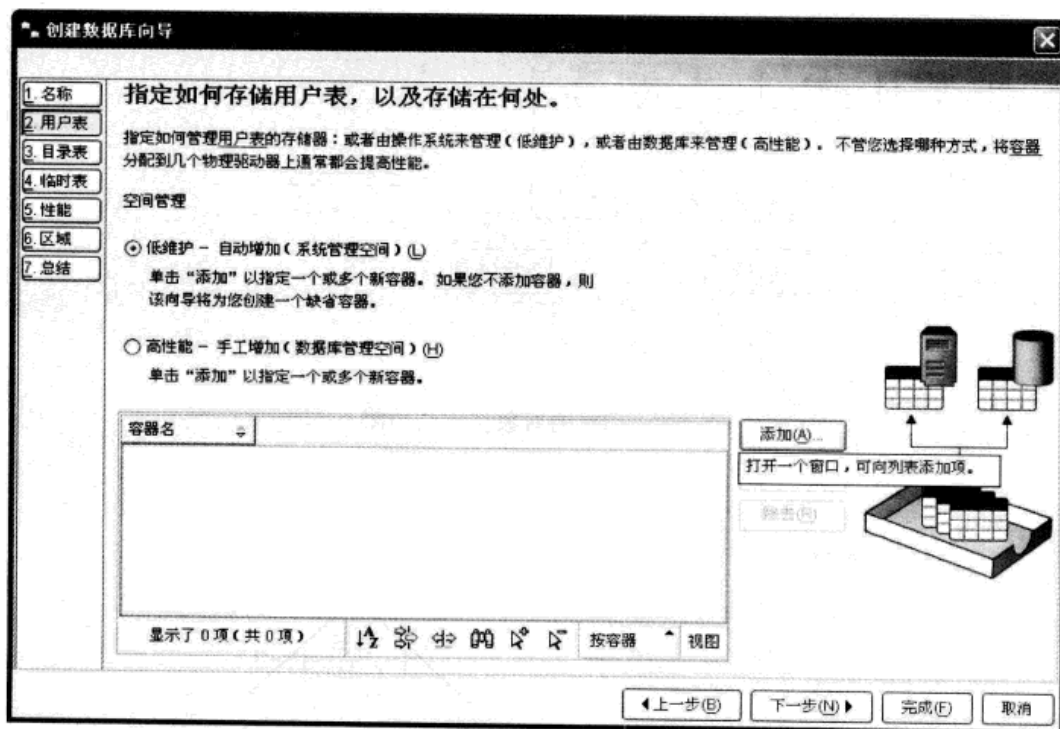 创建数据库向导
1. 名称
2. 用户表
3. 目录表
4. 临时表
5. 性能
6. 区域
7. 总结
指定如何存储用户表，以及存储在何处。
指定如何管理用户表的存储器：或者由操作系统来管理（低维护），或者由数据库来管理（高性能）。 不管您选择哪种方式，将容器
分配到几个物理驱动器上通常都会提高性能。
空间管理
低维护 - 自动增加（系统管理空间）(L)
单击“添加”以指定一个或多个新容器。 如果您不添加容器，则
该向导将为您创建一个缺省容器。
高性能 - 手工增加（数据库管理空间）(H)
单击“添加”以指定一个或多个新容器。
容器名
添加(A)...
打开一个窗口，可向列表添加项。
除去(R)
显示了 0 项（共 0 项）
按容器
视图
上一步(B)
下一步(N)
完成(F)
取消